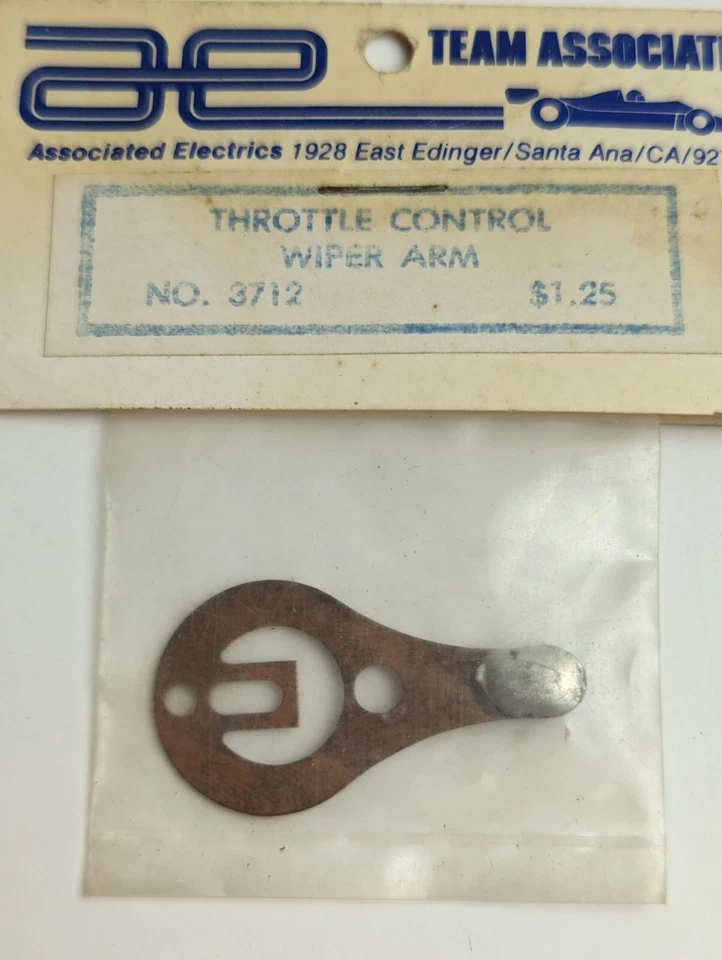 ae
TEAM ASSOCIAT
Associated Electrics 1928 East Edinger/Santa Ana/CA/92
THROTTLE CONTROL
WIPER ARM
NO. 3712 $1.25